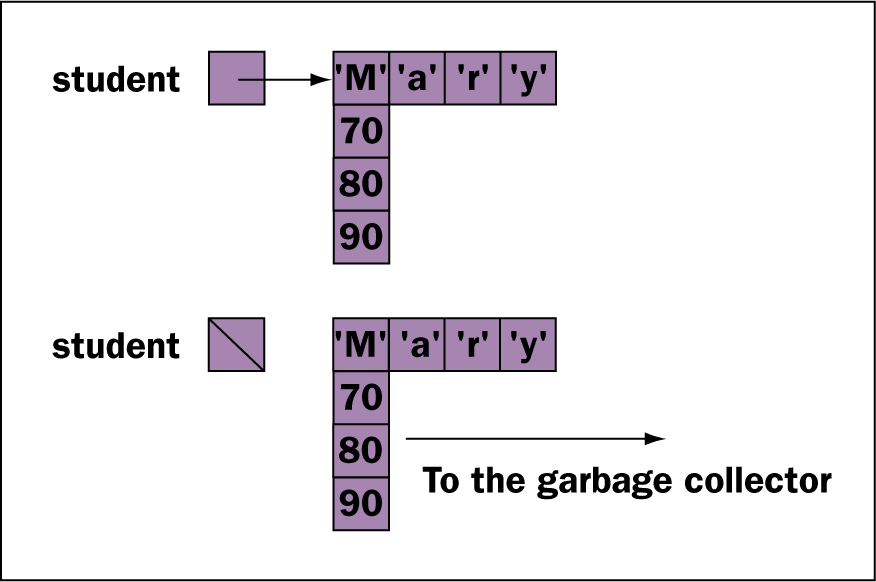 student 'M' 'a' 'r' 'y'
70
80
90
student 'M' 'a' 'r' 'y'
70
80
To the garbage collector
90